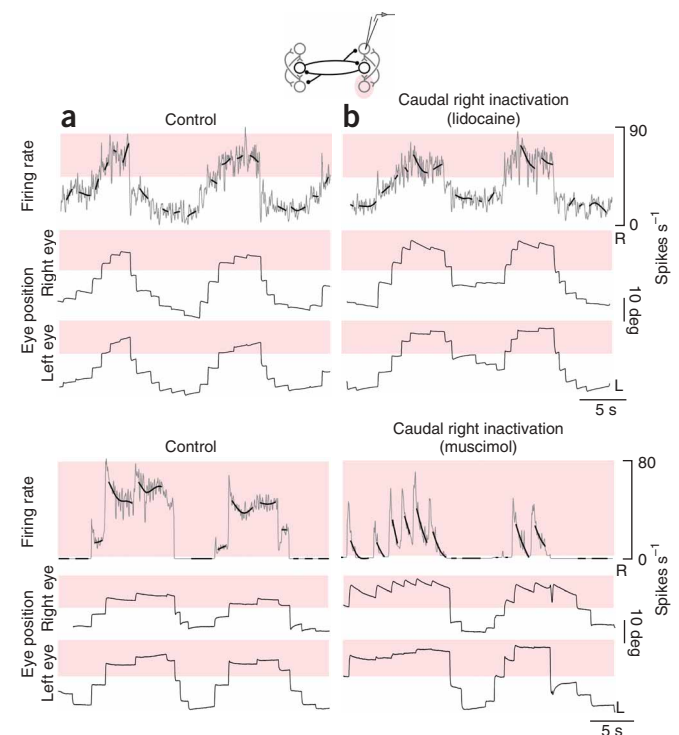 a
Control
b
Caudal right inactivation
(lidocaine)
Firing rate
90
0
Spikes s⁻¹
Eye position
Right eye
Left eye
R
10 deg
L
5 s
Control
Caudal right inactivation
(muscimol)
Firing rate
80
0
Spikes s⁻¹
Eye position
Right eye
Left eye
R
10 deg
L
5 s